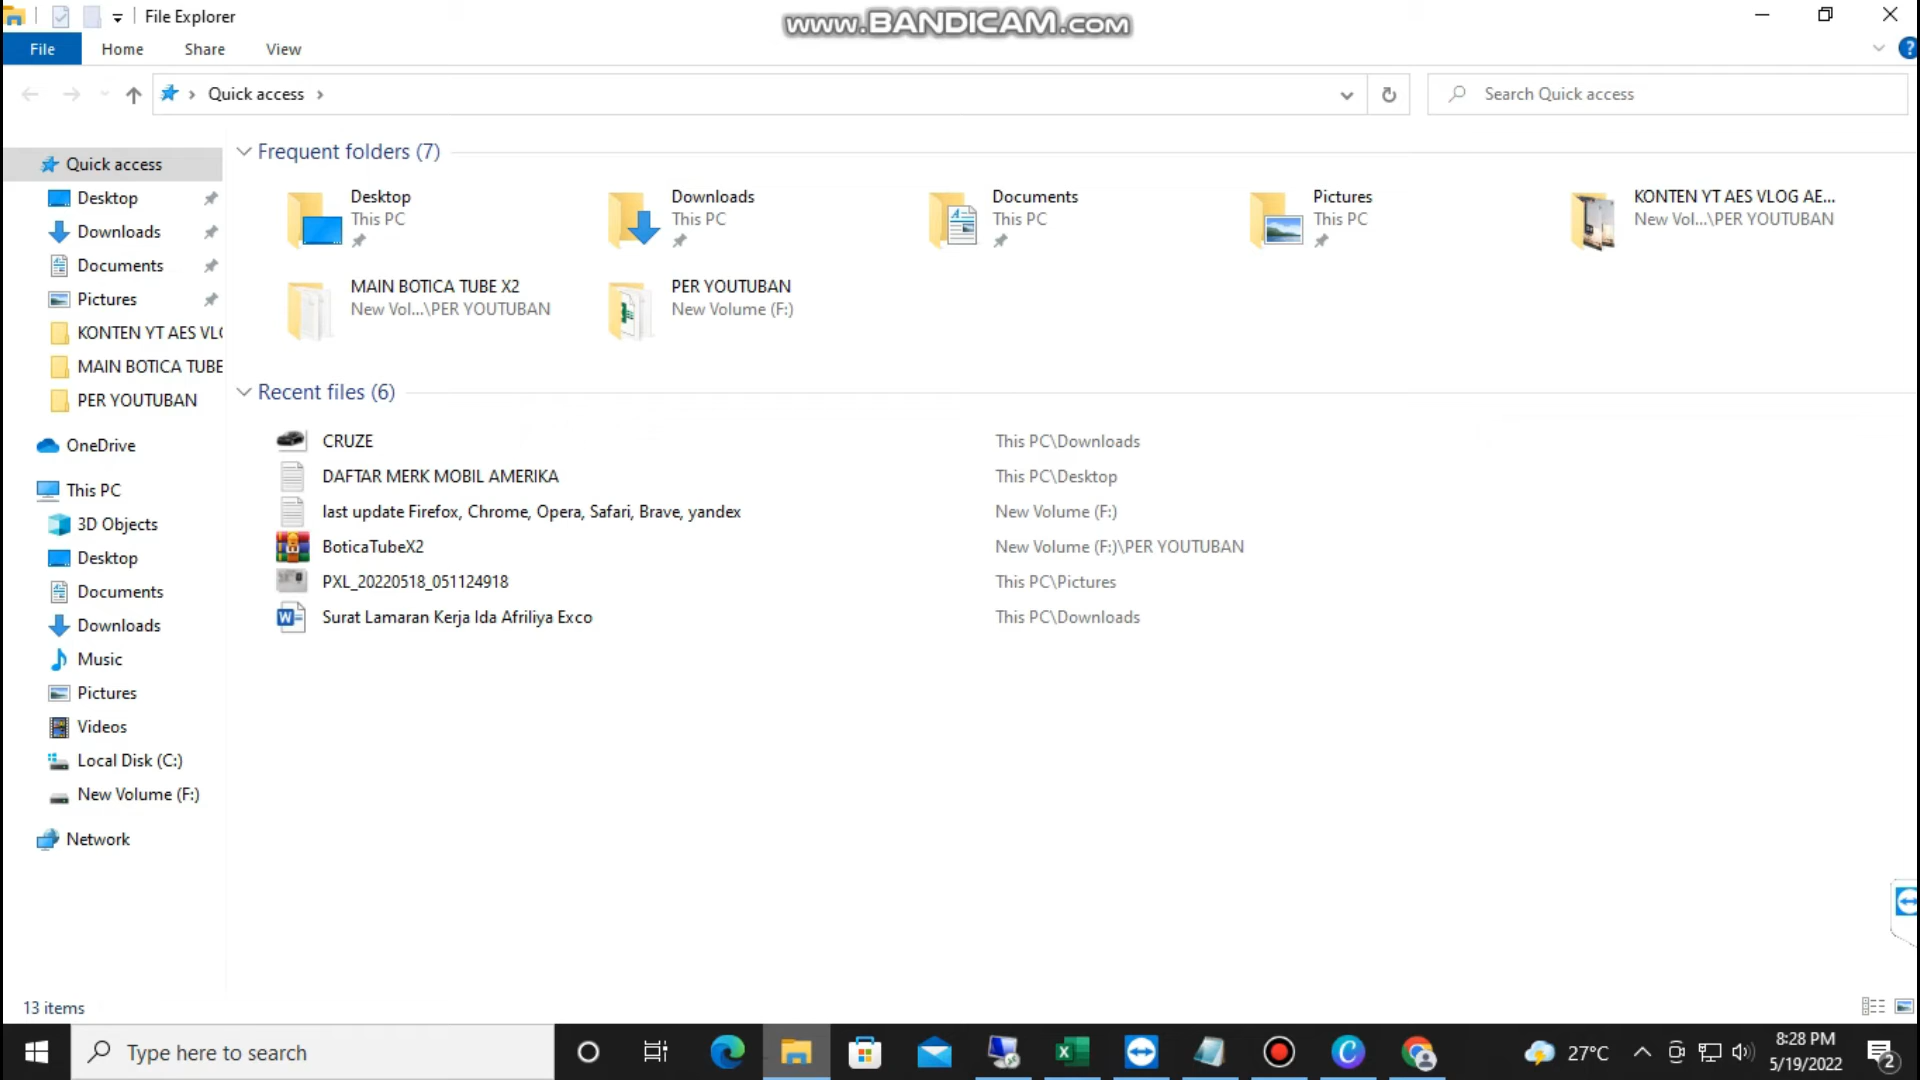 File Explorer
www.BANDICAM.com
File Home Share View
Quick access
Search Quick access
Quick access
Desktop
Downloads
Documents
Pictures
KONTEN YT AES VL
MAIN BOTICA TUBE
PER YOUTUBAN
OneDrive
This PC
3D Objects
Desktop
Documents
Downloads
Music
Pictures
Videos
Local Disk (C:)
New Volume (F:)
Network
Frequent folders (7)
Desktop
This PC
Downloads
This PC
Documents
This PC
Pictures
This PC
KONTEN YT AES VLOG AE...
New Vol...\PER YOUTUBAN
MAIN BOTICA TUBE X2
New Vol...\PER YOUTUBAN
PER YOUTUBAN
New Volume (F:)
Recent files (6)
CRUZE This PC\Downloads
DAFTAR MERK MOBIL AMERIKA This PC\Desktop
last update Firefox, Chrome, Opera, Safari, Brave, yandex New Volume (F:)
BoticaTubeX2 New Volume (F:)\PER YOUTUBAN
PXL_20220518_051124918 This PC\Pictures
Surat Lamaran Kerja Ida Afriliya Exco This PC\Downloads
13 items
Type here to search
27°C
8:28 PM
5/19/2022
2